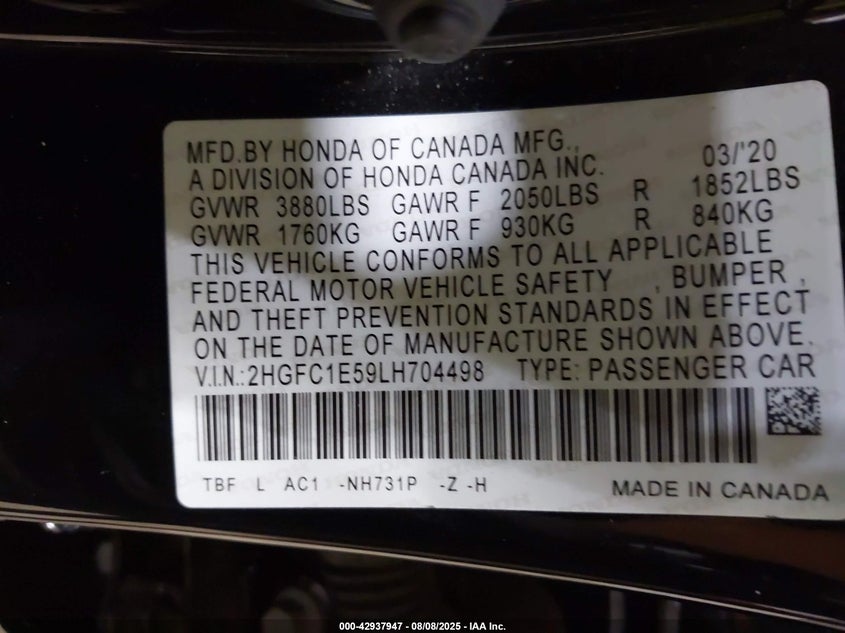 MFD.BY HONDA OF CANADA MFG., 03/'20
A DIVISION OF HONDA CANADA INC.
GVWR 3880LBS GAWR F 2050LBS R 1852LBS
GVWR 1760KG GAWR F 930KG R 840KG
THIS VEHICLE CONFORMS TO ALL APPLICABLE
FEDERAL MOTOR VEHICLE SAFETY , BUMPER ,
AND THEFT PREVENTION STANDARDS IN EFFECT
ON THE DATE OF MANUFACTURE SHOWN ABOVE.
V.I.N.:2HGFC1E59LH704498 TYPE: PASSENGER CAR
TBF L AC1 -NH731P -Z -H MADE IN CANADA
000-42937947 - 08/08/2025 - IAA Inc.